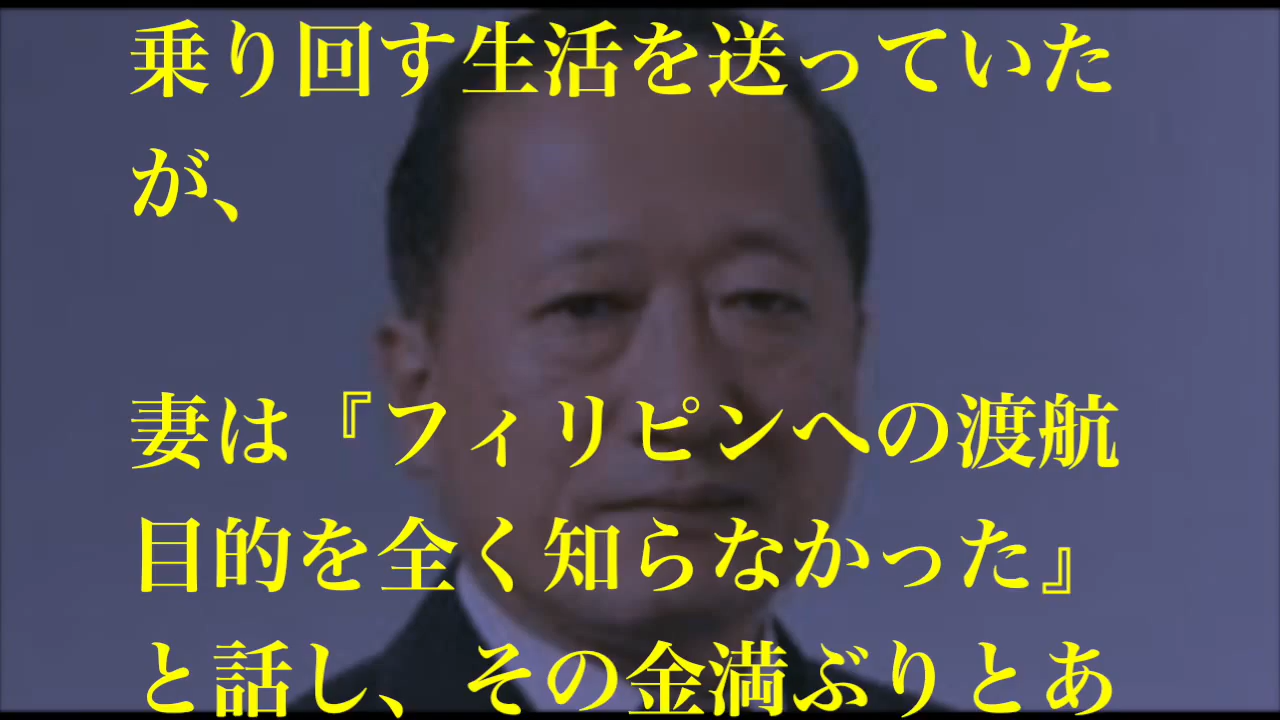 乗り回す生活を送っていた
が、
妻は『フィリピンへの渡航
目的を全く知らなかった』
と話し、その金満ぶりとあ